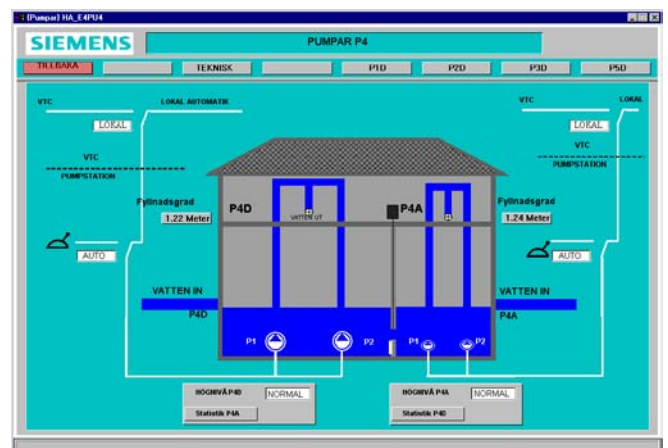 (Pumpar) HA_E4PU4
SIEMENS
PUMPAR P4
TILLBAKA TEKNISK P1D P2D P3D P5D
VTC LOKAL AUTOMATIK VTC LOKAL
LOKAL LOKAL
VTC VTC
PUMPSTATION PUMPSTATION
Fyllnadsgrad P4D VATTEN UT P4A Fyllnadsgrad
1.22 Meter 1.24 Meter
AUTO AUTO
VATTEN IN VATTEN IN
P4D P4A
P1 P2 P1 P2
HÖGNIVÅ P4D NORMAL HÖGNIVÅ P4A NORMAL
Statistik P4A Statistik P4D